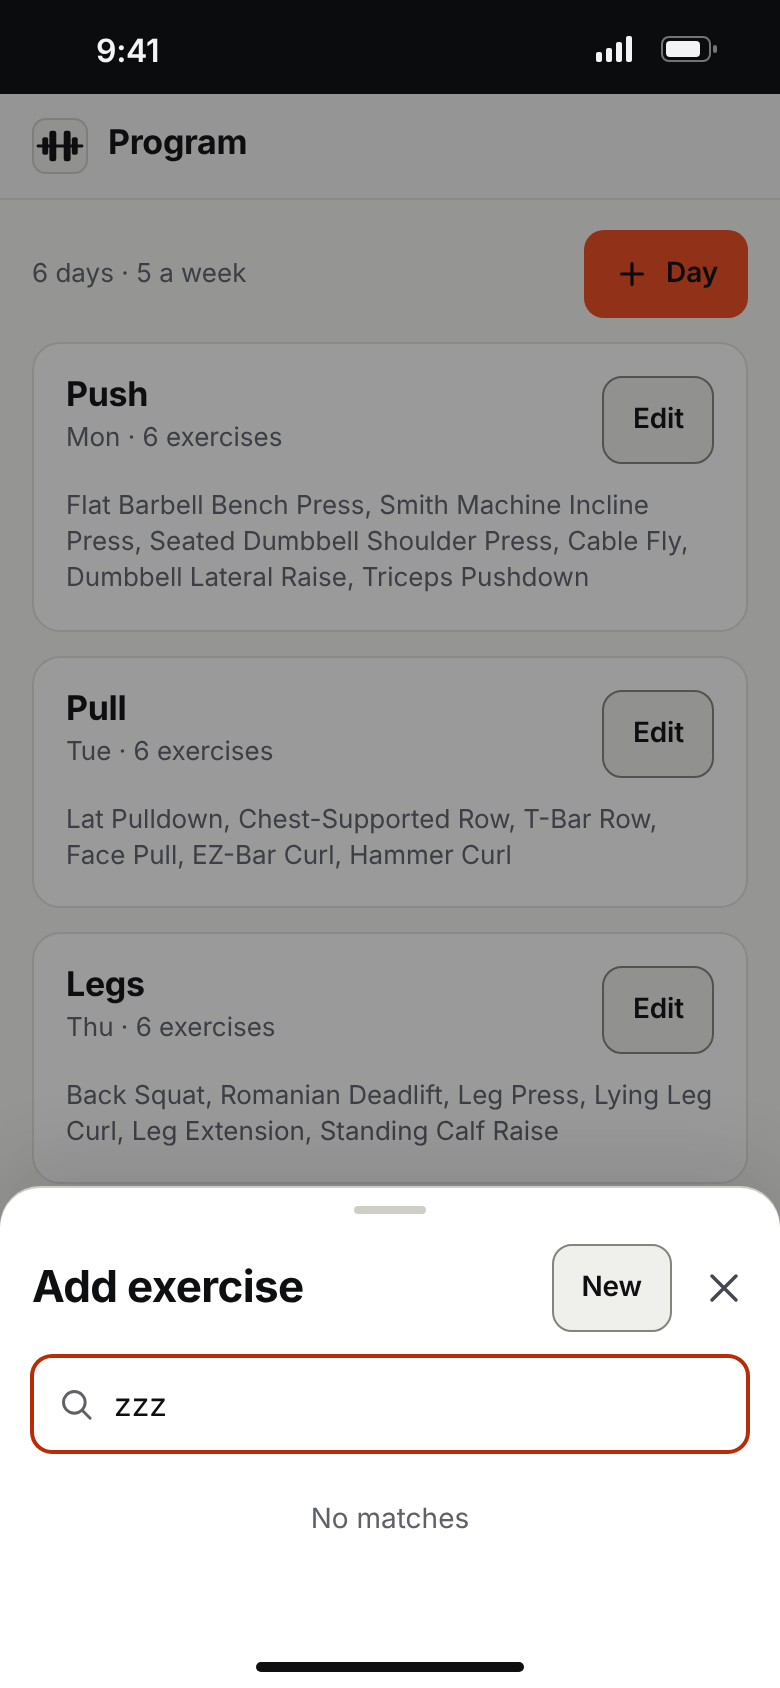 9:41
Program
6 days · 5 a week
Day
Push
Edit
Mon · 6 exercises
Flat Barbell Bench Press, Smith Machine Incline
Press, Seated Dumbbell Shoulder Press, Cable Fly,
Dumbbell Lateral Raise, Triceps Pushdown
Pull
Edit
Tue · 6 exercises
Lat Pulldown, Chest-Supported Row, T-Bar Row,
Face Pull, EZ-Bar Curl, Hammer Curl
Legs
Edit
Thu · 6 exercises
Back Squat, Romanian Deadlift, Leg Press, Lying Leg
Curl, Leg Extension, Standing Calf Raise
Add exercise
New
zzz
No matches